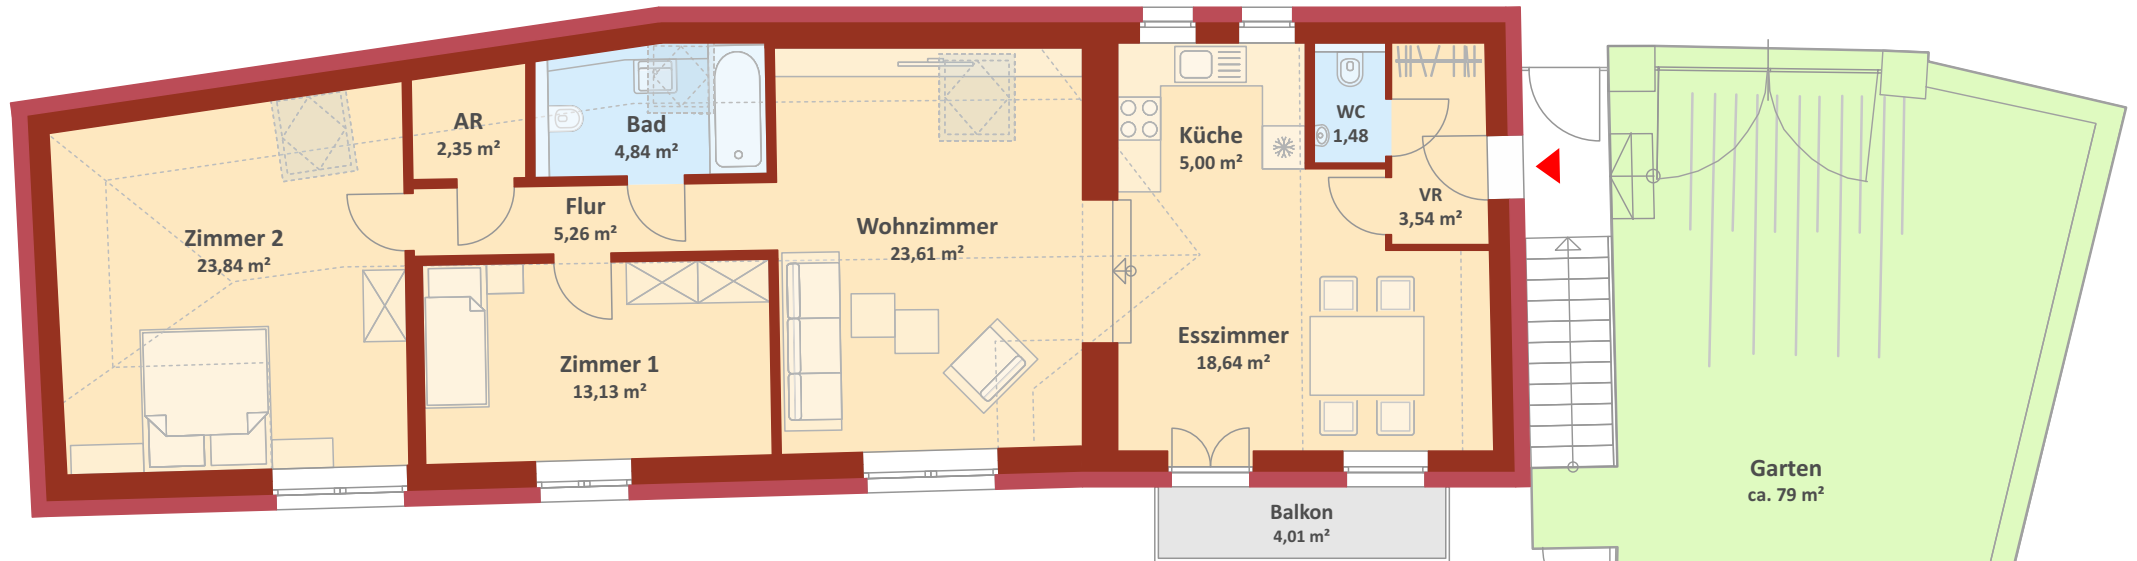 AR
2,35 m²
Bad
4,84 m²
Küche
5,00 m²
WC
1,48
VR
3,54 m²
Flur
5,26 m²
Zimmer 2
23,84 m²
Wohnzimmer
23,61 m²
Zimmer 1
13,13 m²
Esszimmer
18,64 m²
Balkon
4,01 m²
Garten
ca. 79 m²